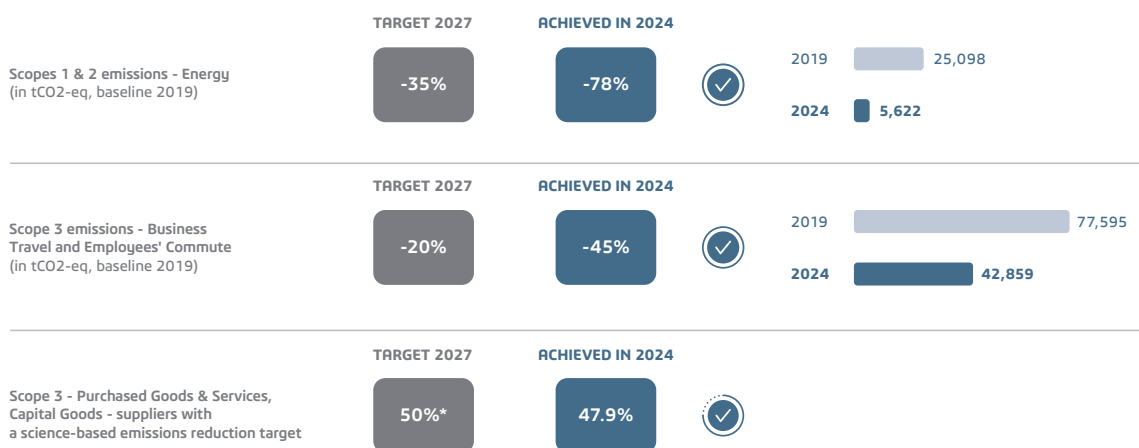 TARGET 2027 ACHIEVED IN 2024
Scopes 1 & 2 emissions - Energy
(in tCO2-eq, baseline 2019)
-35% -78%
2019 25,098
2024 5,622
TARGET 2027 ACHIEVED IN 2024
Scope 3 emissions - Business
Travel and Employees' Commute
(in tCO2-eq, baseline 2019)
-20% -45%
2019 77,595
2024 42,859
TARGET 2027 ACHIEVED IN 2024
Scope 3 - Purchased Goods & Services,
Capital Goods - suppliers with
a science-based emissions reduction target
50%* 47.9%